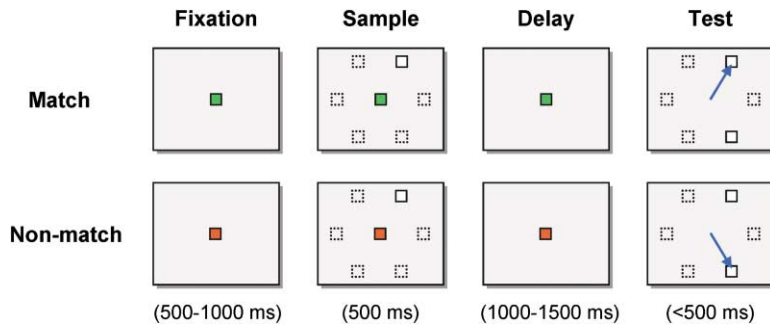 Fixation Sample Delay Test
Match
Non-match
(500-1000 ms) (500 ms) (1000-1500 ms) (<500 ms)